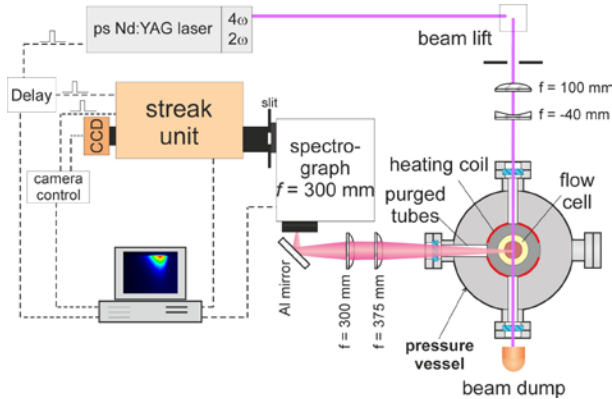 ps Nd:YAG laser
4ω
2ω
beam lift
Delay
streak
unit
slit
CCD
spectro-
graph
f = 300 mm
f = 100 mm
f = -40 mm
camera
control
heating coil
flow
cell
purged
tubes
Al mirror
f = 300 mm
f = 375 mm
pressure
vessel
beam dump